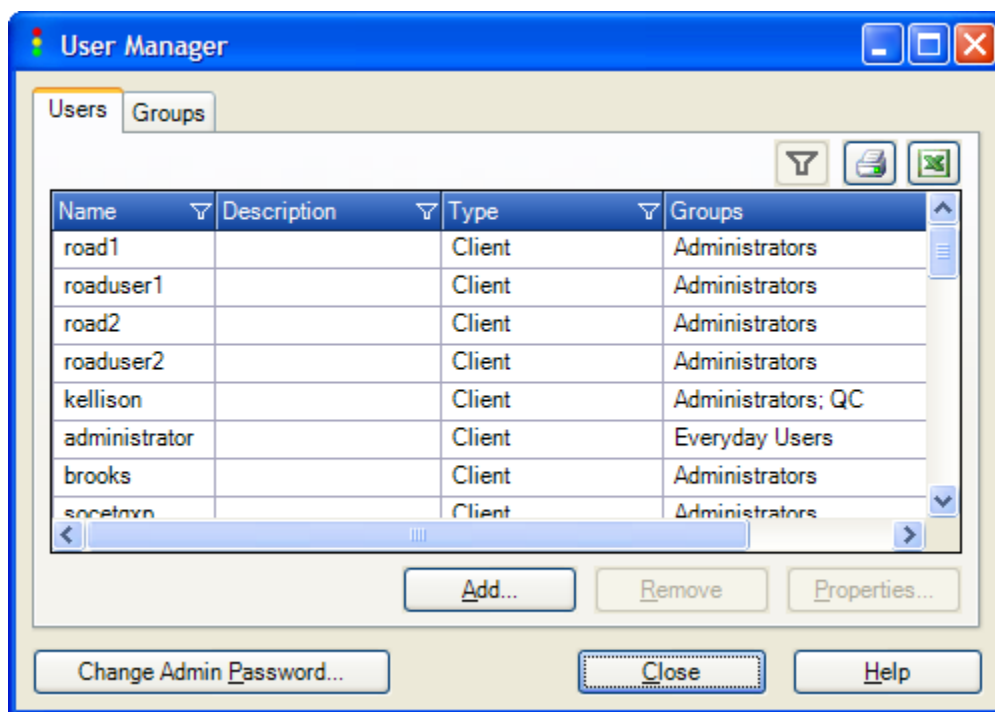 User Manager
Users Groups
Name Description Type Groups
road1 Client Administrators
roaduser1 Client Administrators
road2 Client Administrators
roaduser2 Client Administrators
kellison Client Administrators; QC
administrator Client Everyday Users
brooks Client Administrators
socetgxp Client Administrators
Add... Remove Properties...
Change Admin Password... Close Help